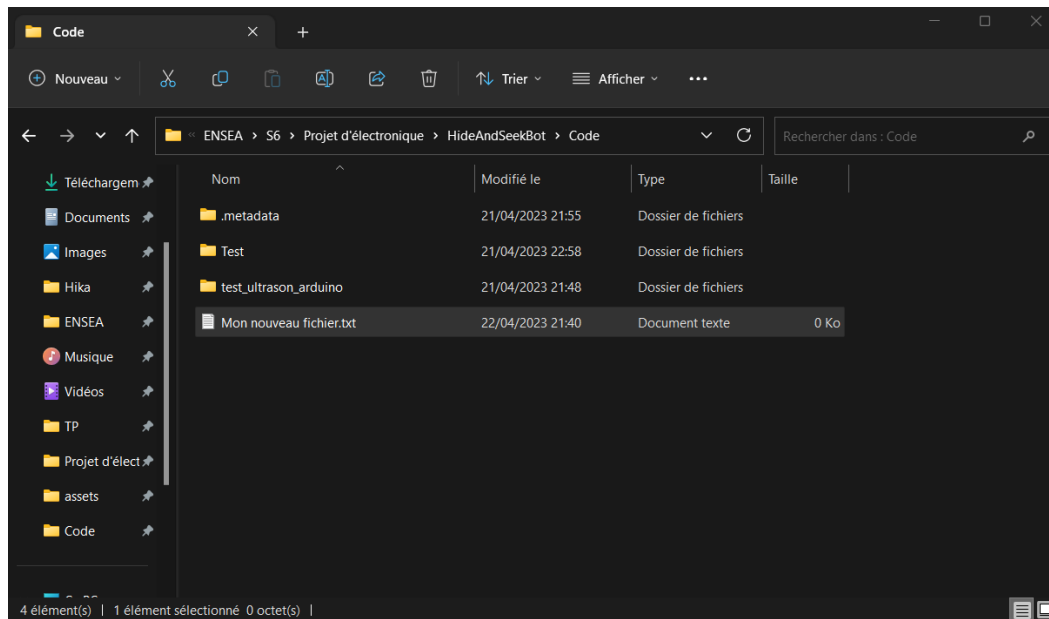 Code
Nouveau
Trier
Afficher
ENSEA > S6 > Projet d'électronique > HideAndSeekBot > Code
Rechercher dans : Code
Nom Modifié le Type Taille
Téléchargem
Documents
Images
Hika
ENSEA
Musique
Vidéos
TP
Projet d'élect
assets
Code
.metadata 21/04/2023 21:55 Dossier de fichiers
Test 21/04/2023 22:58 Dossier de fichiers
test_ultrason_arduino 21/04/2023 21:48 Dossier de fichiers
Mon nouveau fichier.txt 22/04/2023 21:40 Document texte 0 Ko
4 élément(s) | 1 élément sélectionné 0 octet(s) |